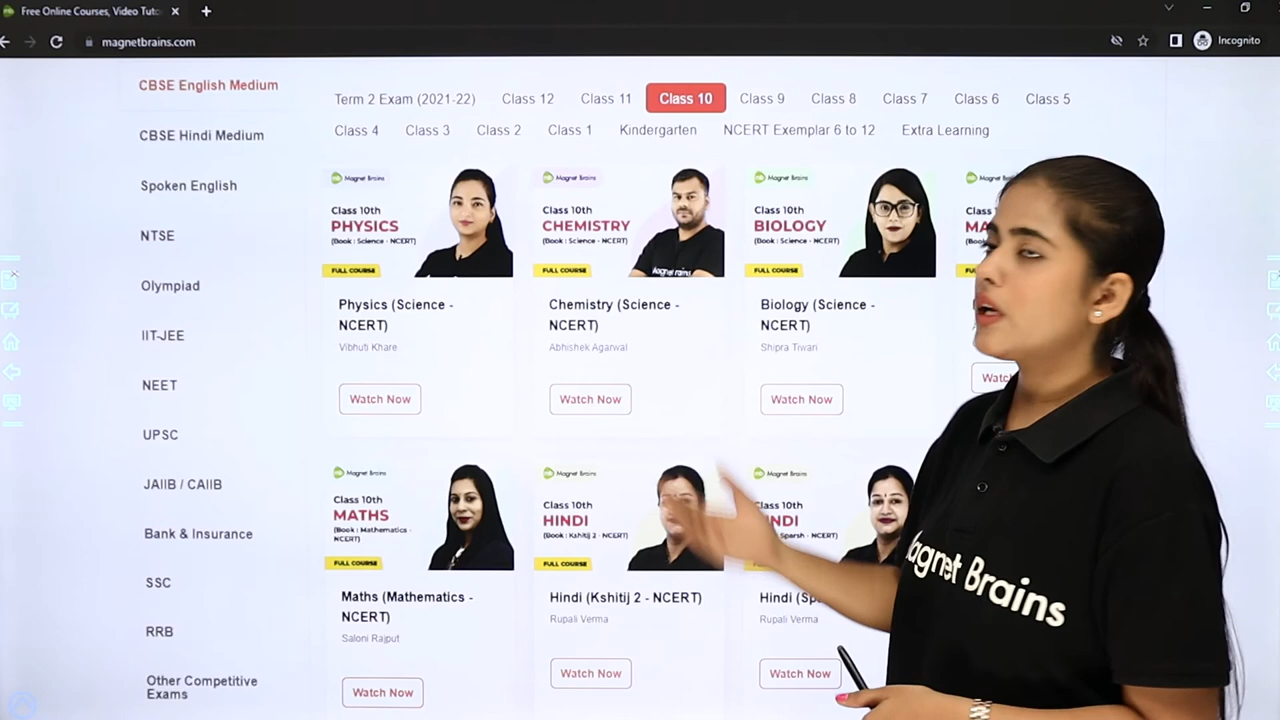 Free Online Courses, Video Tuto
magnetbrains.com
Incognito
CBSE English Medium
CBSE Hindi Medium
Spoken English
NTSE
Olympiad
IIT-JEE
NEET
UPSC
JAIIB / CAIIB
Bank & Insurance
SSC
RRB
Other Competitive
Exams
Term 2 Exam (2021-22) Class 12 Class 11 Class 10 Class 9 Class 8 Class 7 Class 6 Class 5
Class 4 Class 3 Class 2 Class 1 Kindergarten NCERT Exemplar 6 to 12 Extra Learning
Magnet Brains
Class 10th
PHYSICS
(Book : Science - NCERT)
FULL COURSE
Physics (Science -
NCERT)
Vibhuti Khare
Watch Now
Magnet Brains
Class 10th
CHEMISTRY
(Book : Science - NCERT)
FULL COURSE
Chemistry (Science -
NCERT)
Abhishek Agarwal
Watch Now
Magnet Brains
Class 10th
BIOLOGY
(Book : Science - NCERT)
FULL COURSE
Biology (Science -
NCERT)
Shipra Tiwari
Watch Now
Magnet Brains
Class 10th
MATHS
(Book : Mathematics -
NCERT)
FULL COURSE
Maths (Mathematics -
NCERT)
Saloni Rajput
Watch Now
Magnet Brains
Class 10th
HINDI
(Book : Kshitij 2 - NCERT)
FULL COURSE
Hindi (Kshitij 2 - NCERT)
Rupali Verma
Watch Now
Magnet Brains
Class 10th
Sparsh - NCERT)
Hindi
Rupali Verma
Watch Now
Brains